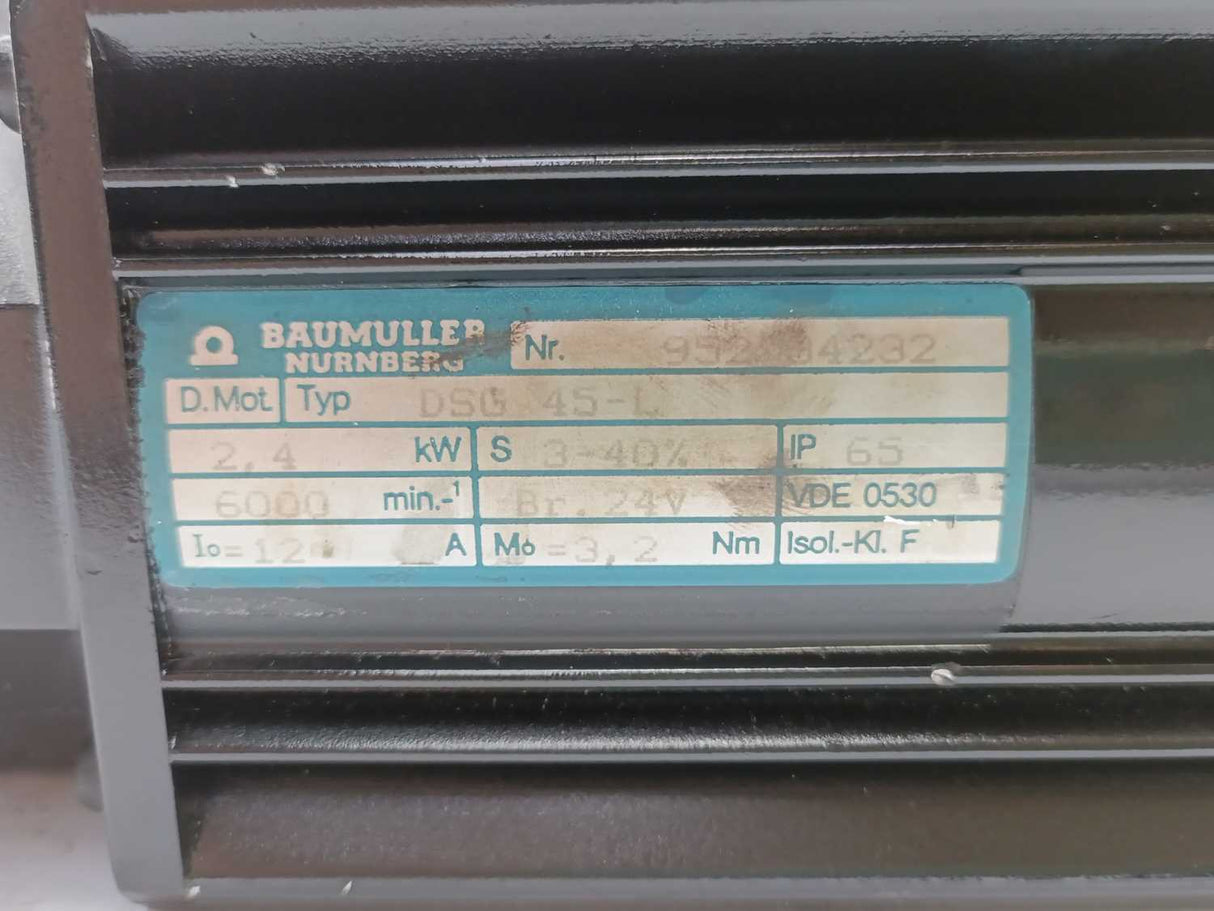 BAUMULLER
NURNBERG
Nr.
D.Mot. Typ DSG 45-L
2,4 kW S 3-40% IP 65
6000 min.-¹ Br. 24V VDE 0530
Io=12 A Mo=3,2 Nm Isol.-Kl. F